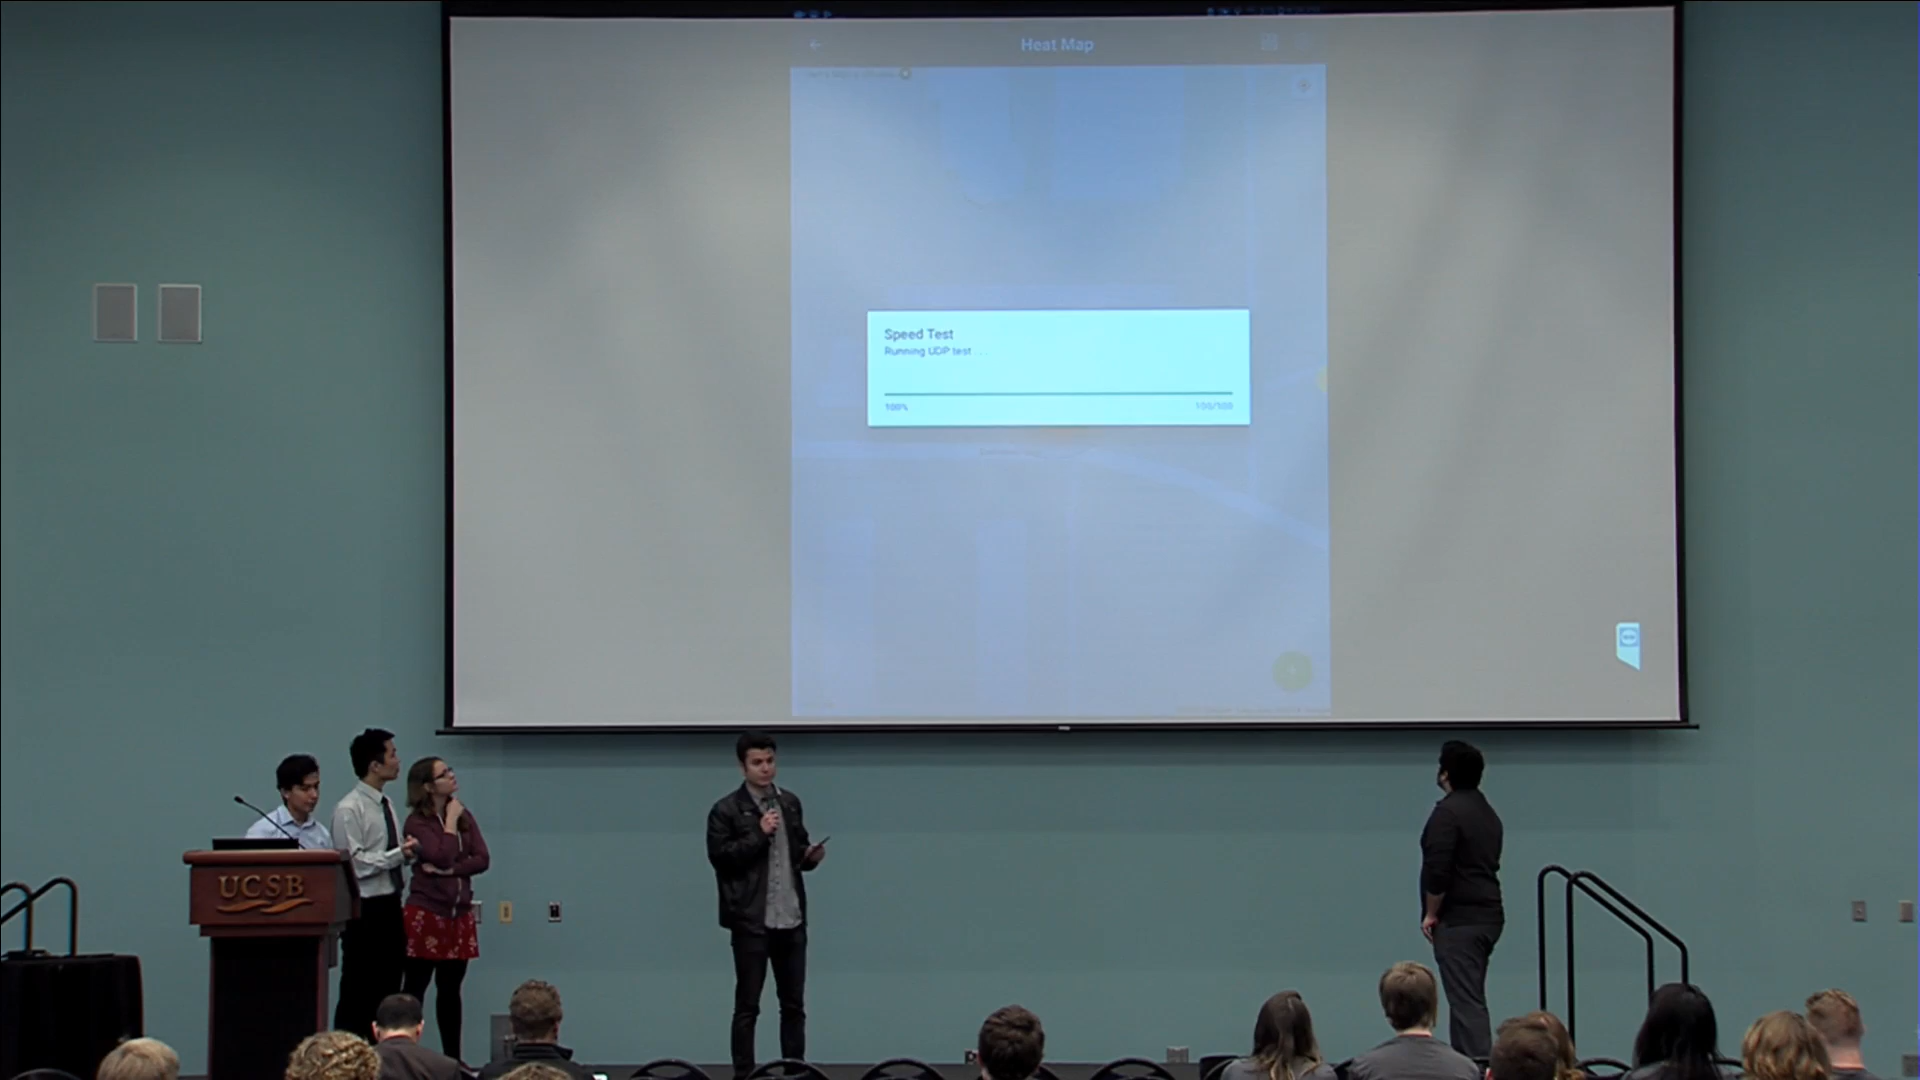 Heat Map
Speed Test
Running UDP test . . .
100%
100/100
UCSB